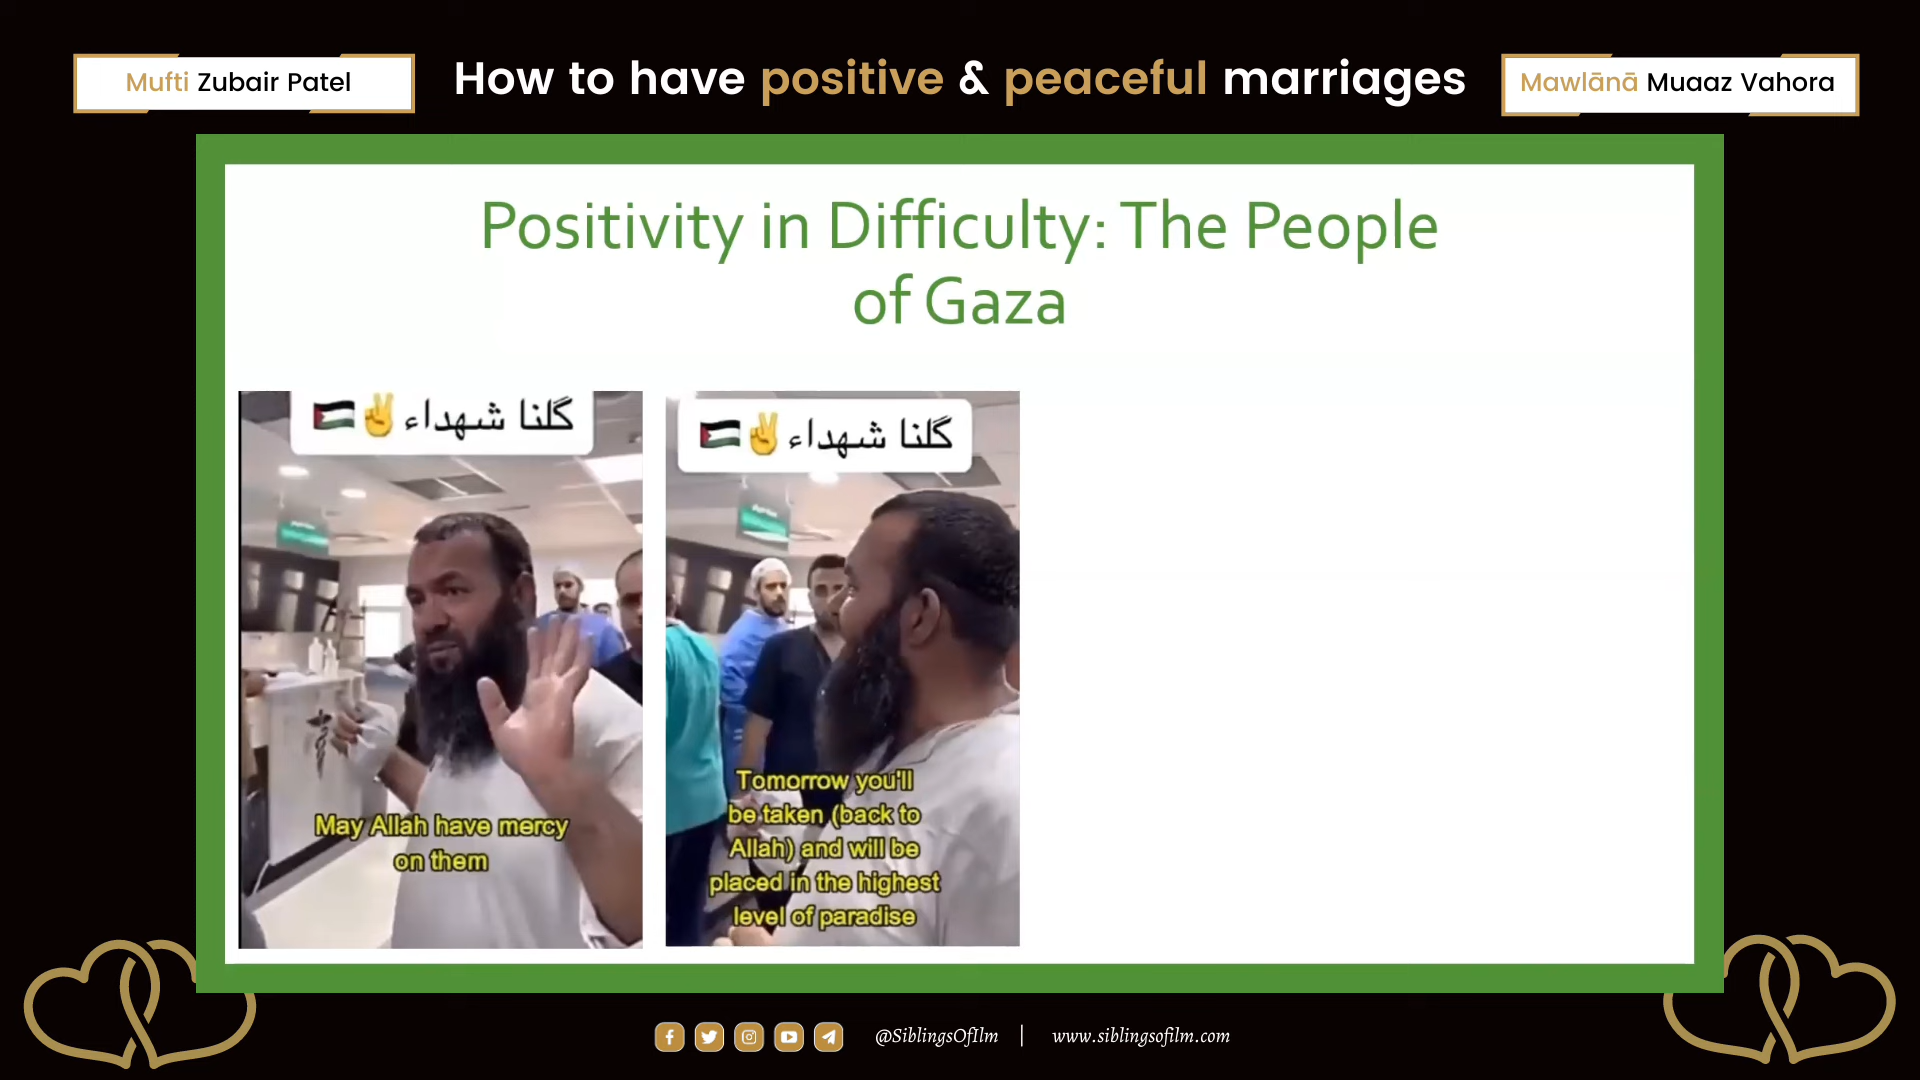 Mufti Zubair Patel
How to have positive & peaceful marriages
Mawlānā Muaaz Vahora
Positivity in Difficulty: The People
of Gaza
گلنا شهداء✌️🇵🇸
May Allah have mercy
on them
گلنا شهداء✌️🇵🇸
Tomorrow you'll
be taken (back to
Allah) and will be
placed in the highest
level of paradise
@SiblingsOfIlm | www.siblingsofilm.com